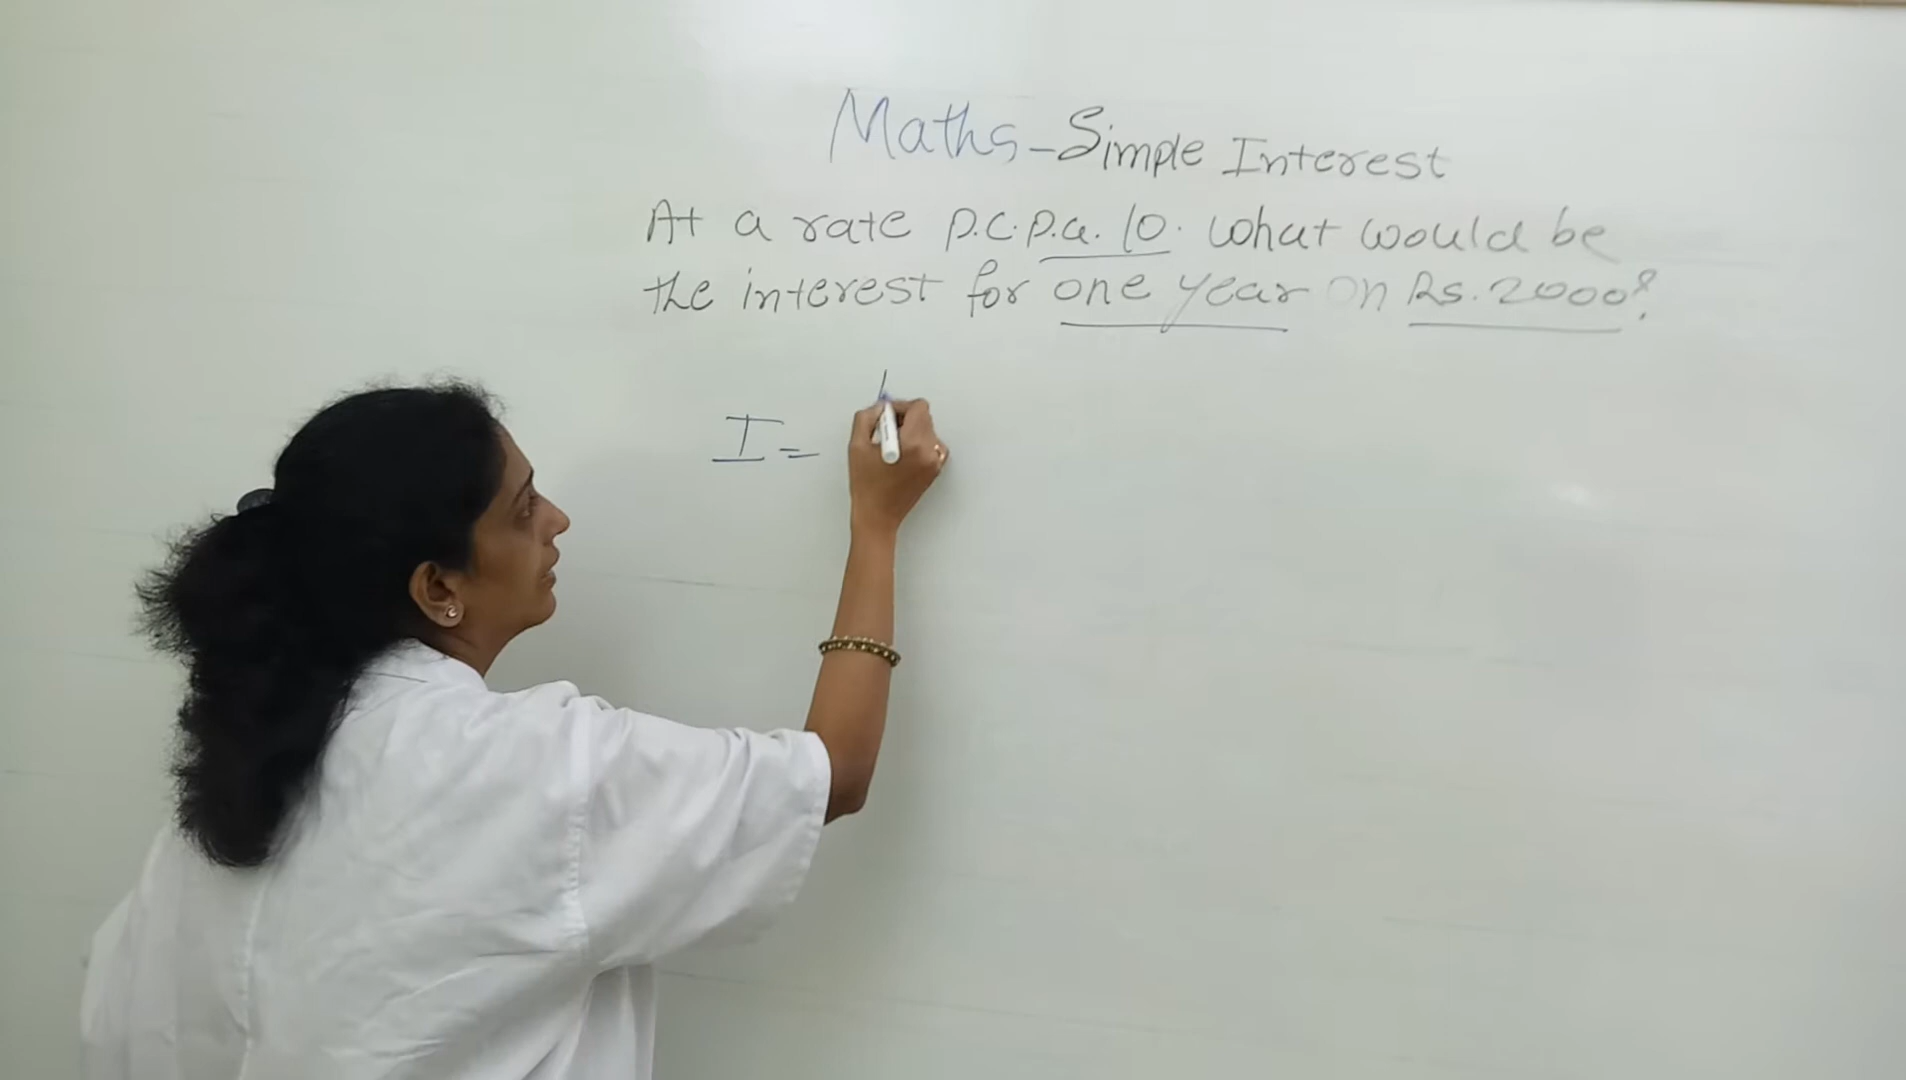 Maths-Simple Interest
At a rate p.c.p.a. 10. what would be
the interest for one year on Rs. 2000?
I =